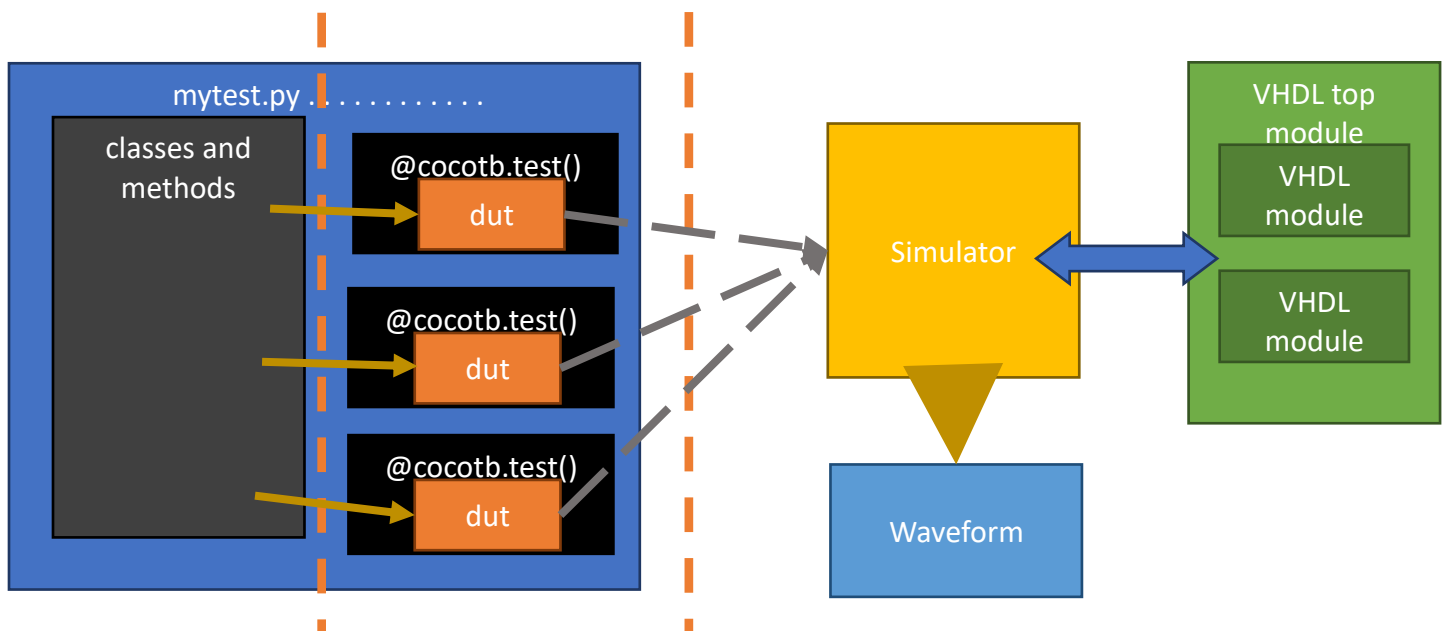 mytest.py . . . . . . . . . . . .
classes and
methods
@cocotb.test()
dut
@cocotb.test()
dut
@cocotb.test()
dut
Simulator
Waveform
VHDL top
module
VHDL
module
VHDL
module